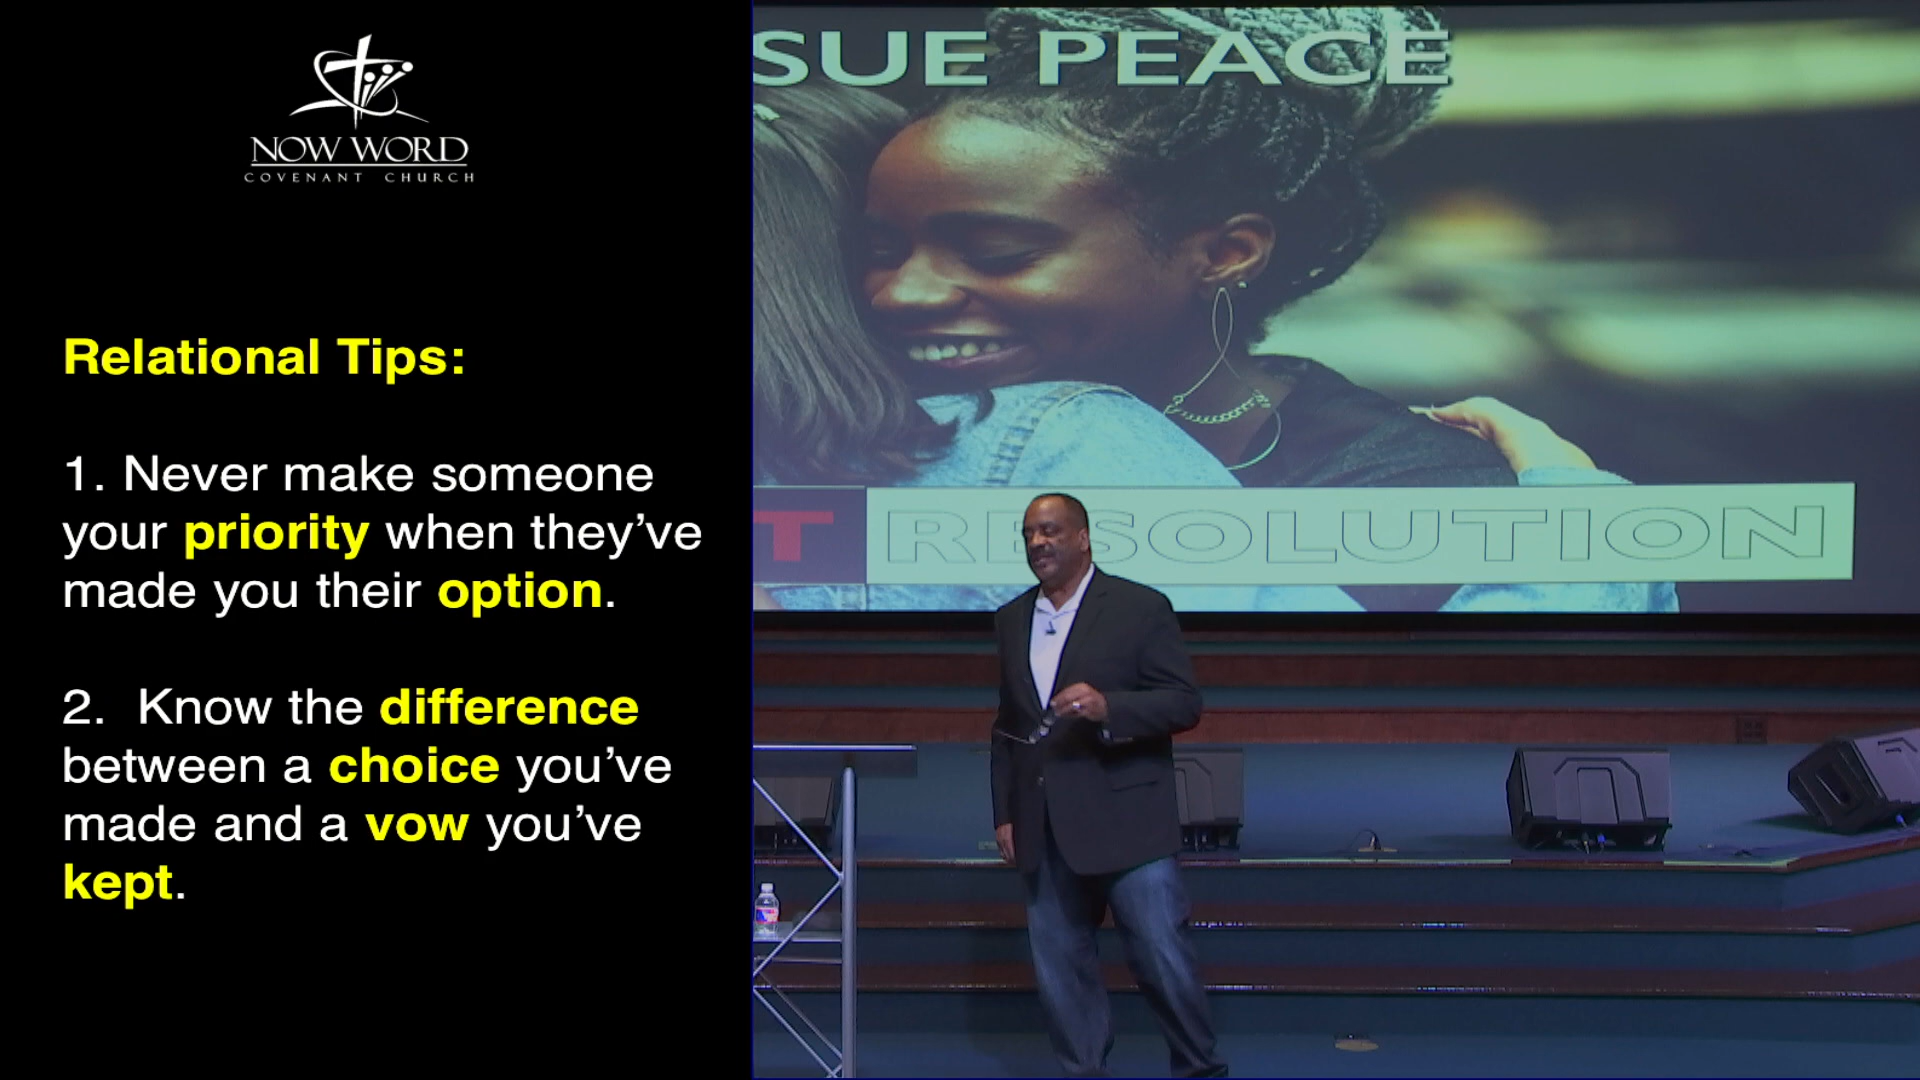 NOW WORD
COVENANT CHURCH
Relational Tips:
1. Never make someone
your priority when they’ve
made you their option.
2.  Know the difference
between a choice you’ve
made and a vow you’ve
kept.
SUE PEACE
T RESOLUTION